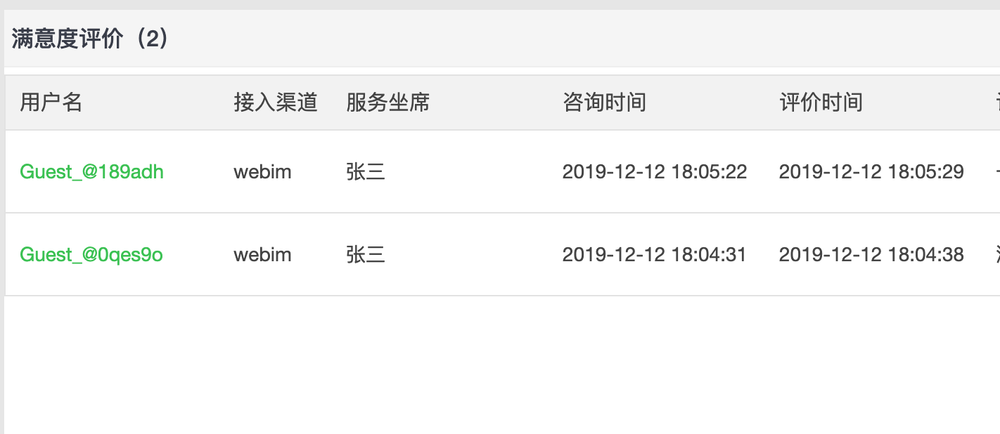 满意度评价（2）
用户名 接入渠道 服务坐席 咨询时间 评价时间
Guest_@189adh webim 张三 2019-12-12 18:05:22 2019-12-12 18:05:29
Guest_@0qes9o webim 张三 2019-12-12 18:04:31 2019-12-12 18:04:38